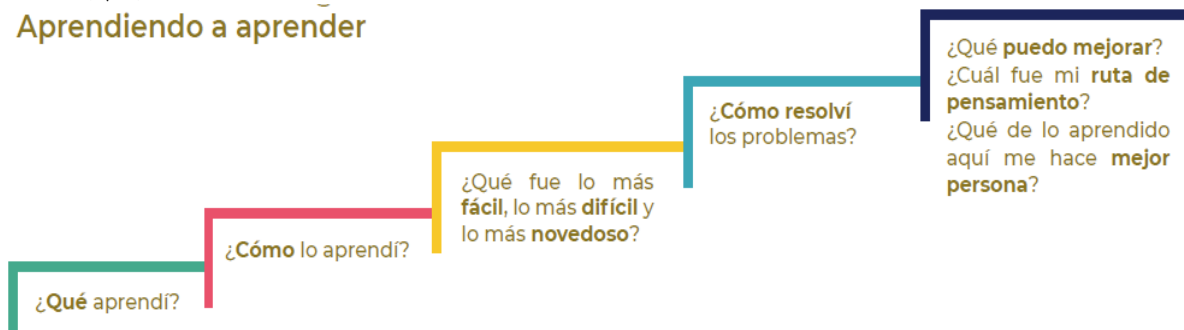 Aprendiendo a aprender
¿Qué aprendí?
¿Cómo lo aprendí?
¿Qué fue lo más
fácil, lo más difícil y
lo más novedoso?
¿Cómo resolví
los problemas?
¿Qué puedo mejorar?
¿Cuál fue mi ruta de
pensamiento?
¿Qué de lo aprendido
aquí me hace mejor
persona?